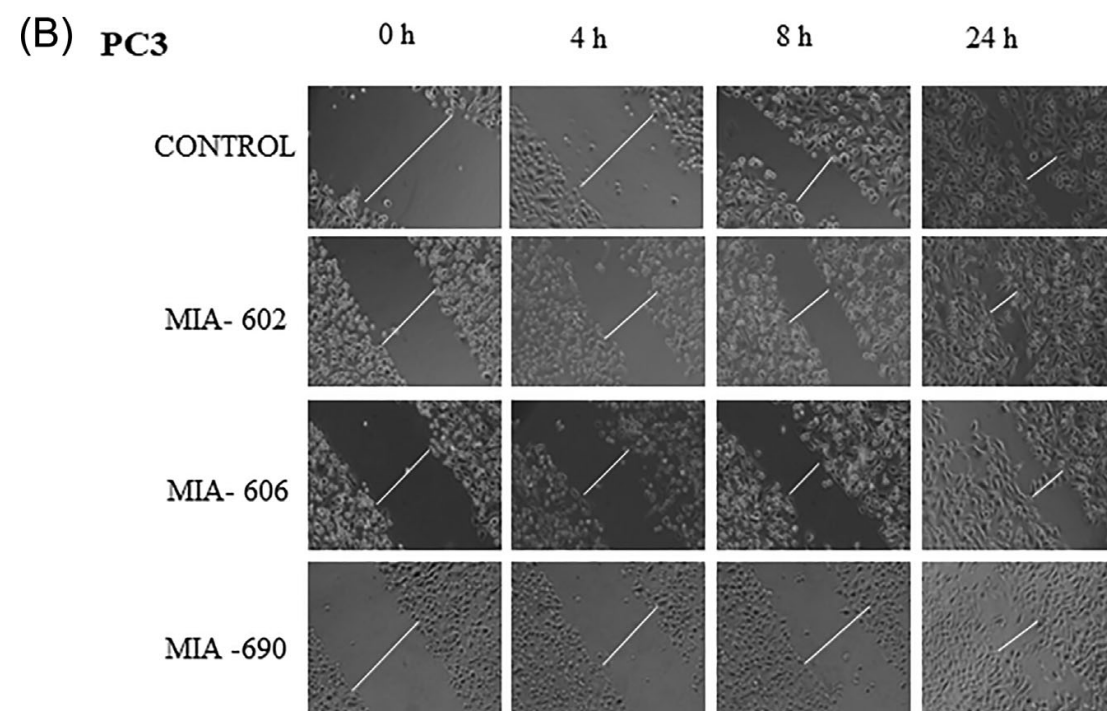 (B) PC3 0 h 4 h 8 h 24 h
CONTROL
MIA- 602
MIA- 606
MIA -690